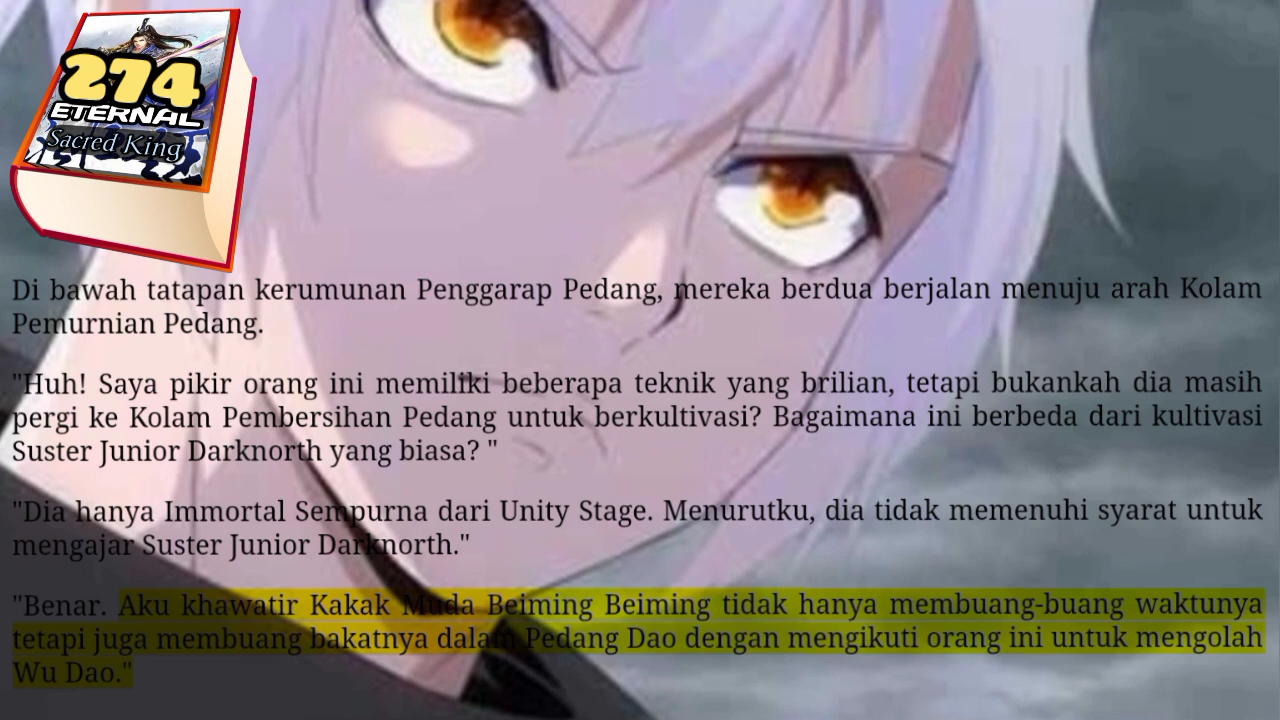 274
ETERNAL
Sacred King
Di bawah tatapan kerumunan Penggarap Pedang, mereka berdua berjalan menuju arah Kolam
Pemurnian Pedang.
"Huh! Saya pikir orang ini memiliki beberapa teknik yang brilian, tetapi bukankah dia masih
pergi ke Kolam Pembersihan Pedang untuk berkultivasi? Bagaimana ini berbeda dari kultivasi
Suster Junior Darknorth yang biasa? "
"Dia hanya Immortal Sempurna dari Unity Stage. Menurutku, dia tidak memenuhi syarat untuk
mengajar Suster Junior Darknorth."
"Benar. Aku khawatir Kakak Muda Beiming Beiming tidak hanya membuang-buang waktunya
tetapi juga membuang bakatnya dalam Pedang Dao dengan mengikuti orang ini untuk mengolah
Wu Dao."